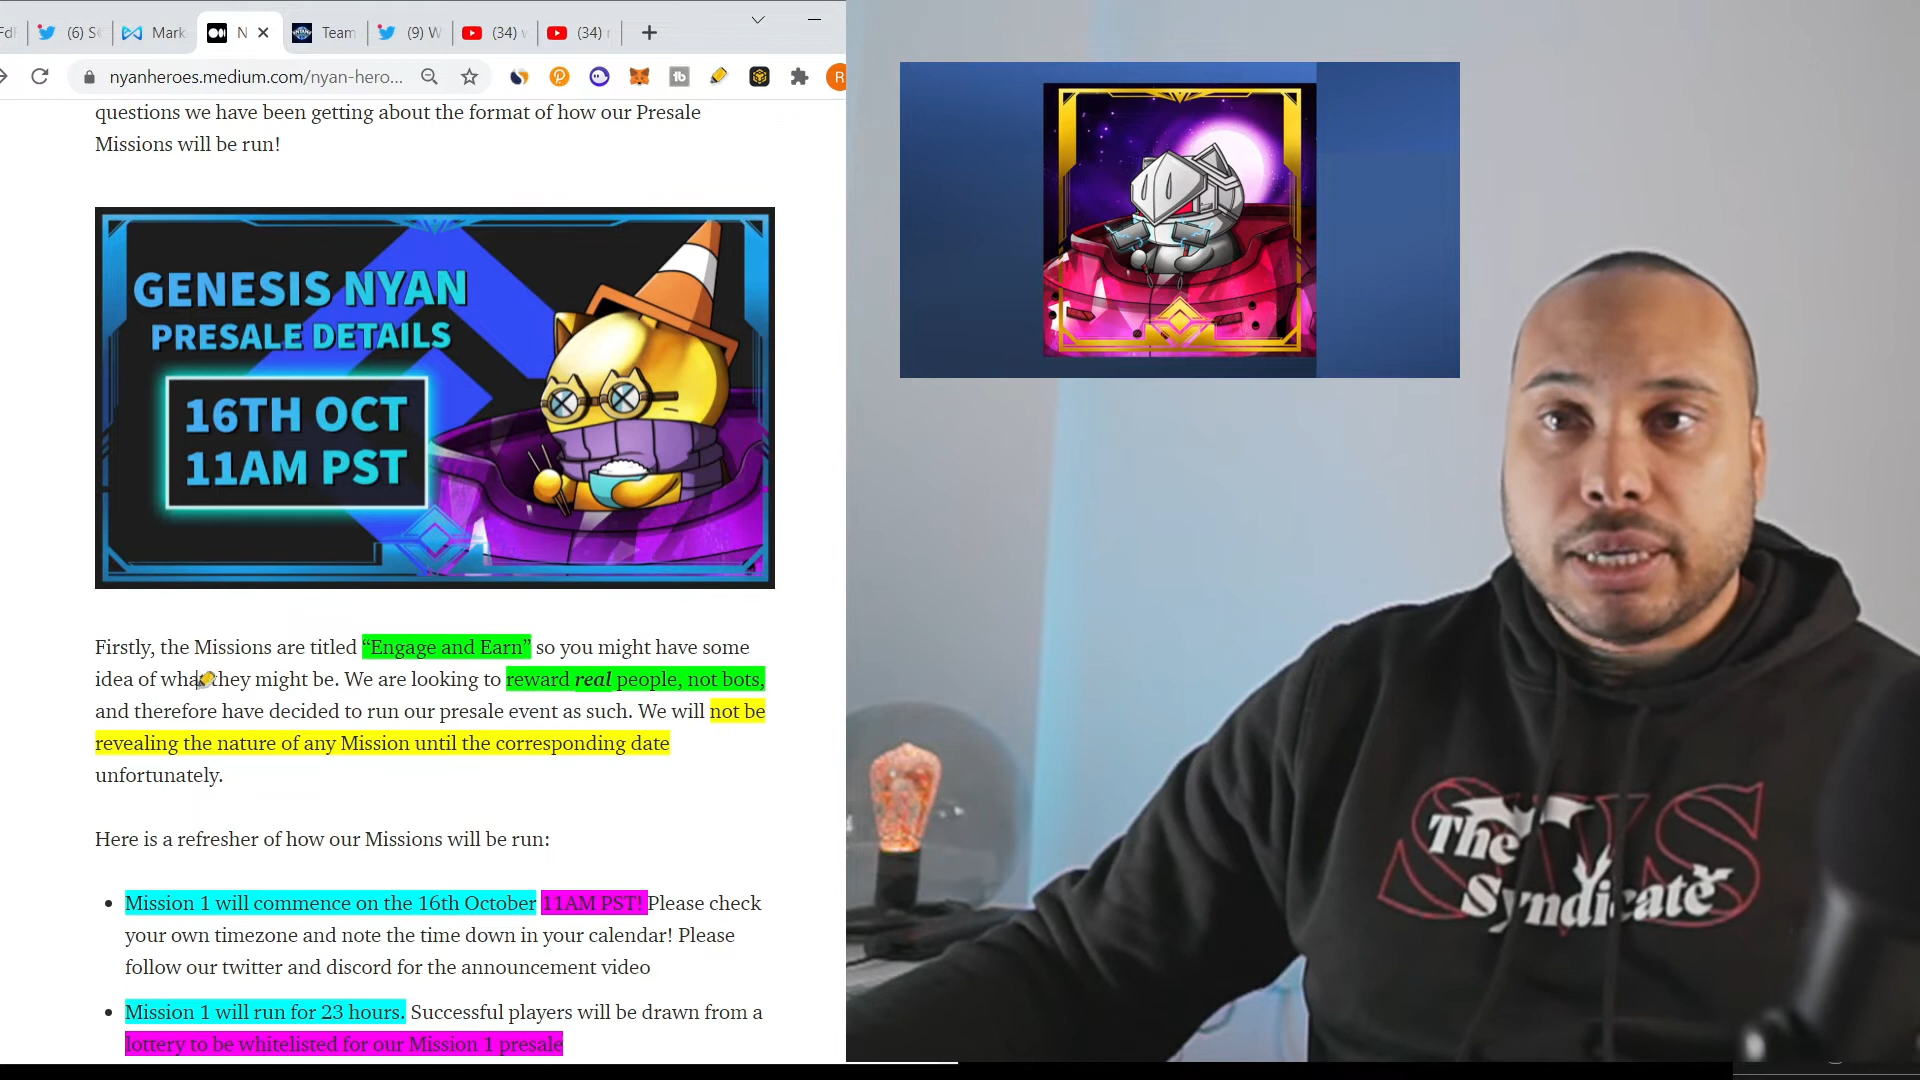 (6) S
Mark
N
Team
(9) W
(34)
(34)
nyanheroes.medium.com/nyan-hero...
tb
R
questions we have been getting about the format of how our Presale
Missions will be run!
GENESIS NYAN
PRESALE DETAILS
16TH OCT
11AM PST
Firstly, the Missions are titled “Engage and Earn” so you might have some
idea of what they might be. We are looking to reward real people, not bots,
and therefore have decided to run our presale event as such. We will not be
revealing the nature of any Mission until the corresponding date
unfortunately.
Here is a refresher of how our Missions will be run:
• Mission 1 will commence on the 16th October 11AM PST! Please check
your own timezone and note the time down in your calendar! Please
follow our twitter and discord for the announcement video
• Mission 1 will run for 23 hours. Successful players will be drawn from a
lottery to be whitelisted for our Mission 1 presale
SNS
The
Syndicate